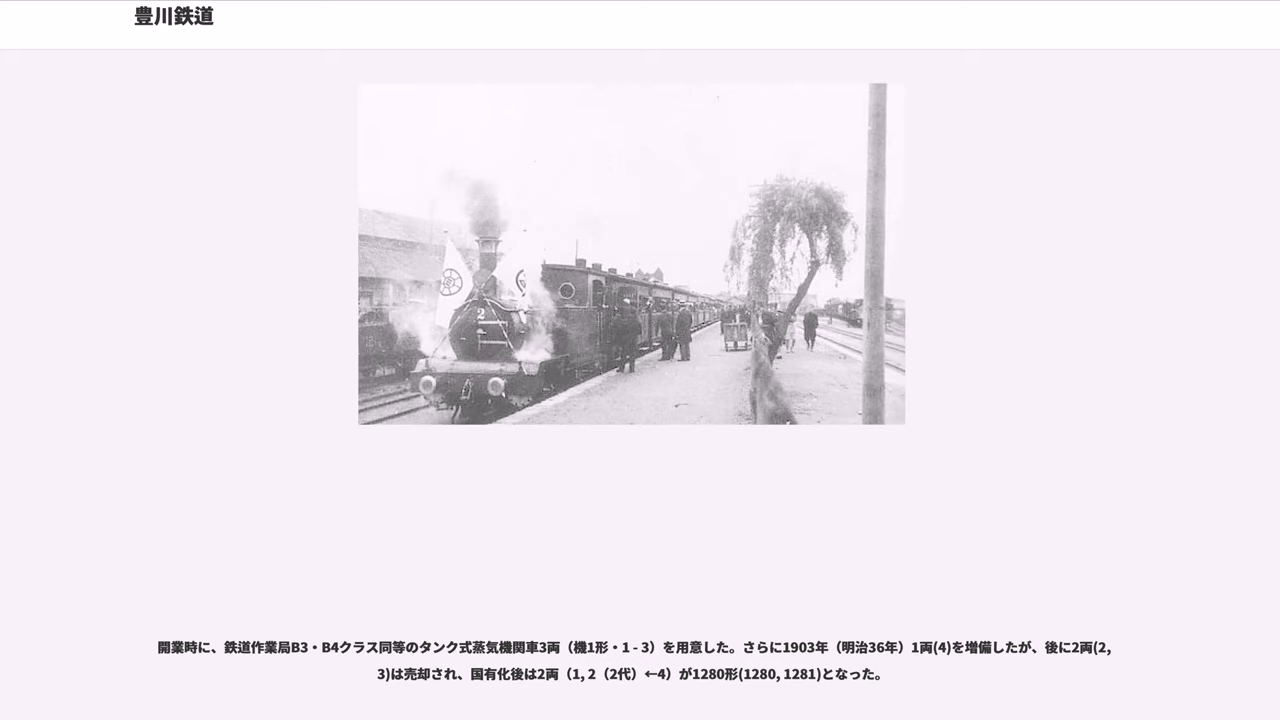 豊川鉄道
2
開業時に、鉄道作業局B3・B4クラス同等のタンク式蒸気機関車3両（機1形・1 - 3）を用意した。さらに1903年（明治36年）1両(4)を増備したが、後に2両(2,
3)は売却され、国有化後は2両（1, 2（2代）←4）が1280形(1280, 1281)となった。